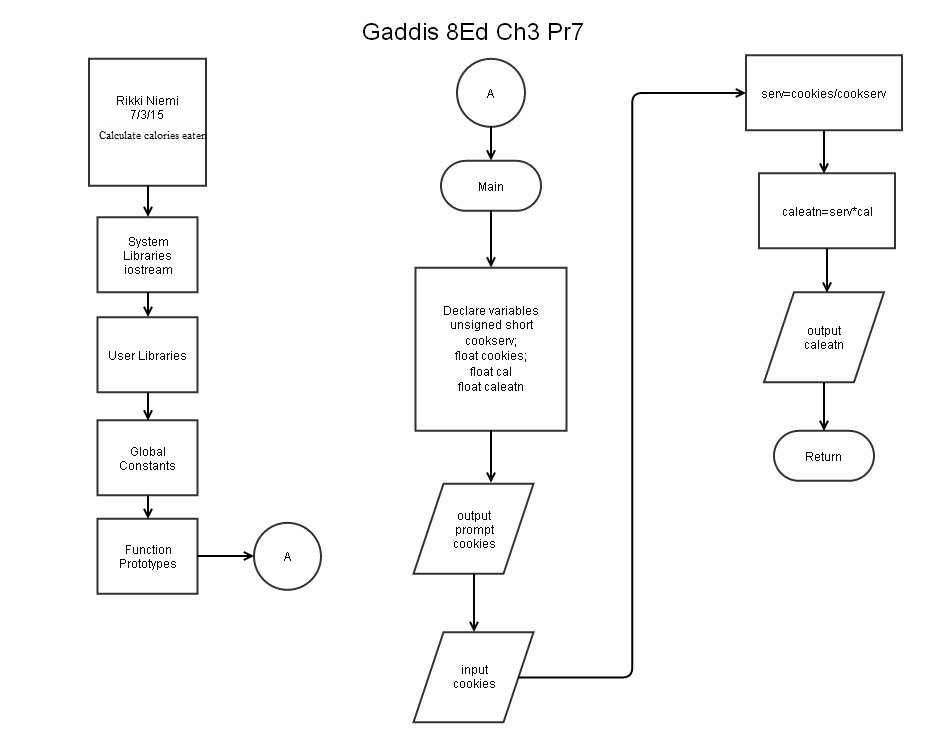 Gaddis 8Ed Ch3 Pr7
Rikki Niemi
7/3/15
Calculate calories eaten
System
Libraries
iostream
User Libraries
Global
Constants
Function
Prototypes
A
A
Main
Declare variables
unsigned short
cookserv;
float cookies;
float cal
float caleatn
output
prompt
cookies
input
cookies
serv=cookies/cookserv
caleatn=serv*cal
output
caleatn
Return